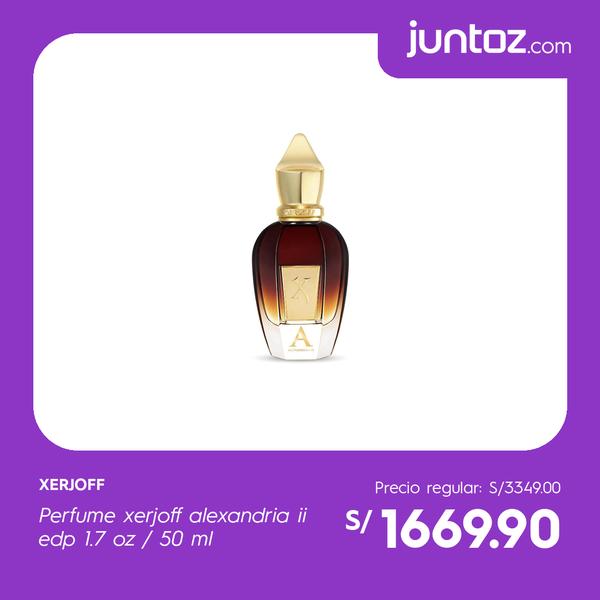 juntoz.com
X
A
XERJOFF
Perfume xerjoff alexandria ii
edp 1.7 oz / 50 ml
Precio regular: S/3349.00
S/ 1669.90